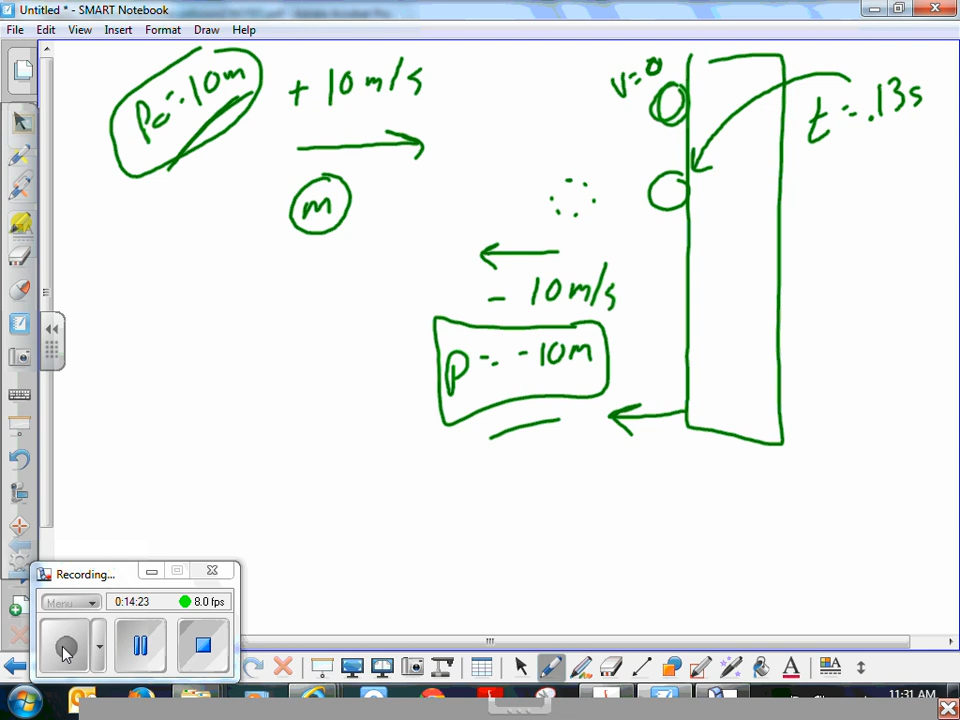 Untitled * - SMART Notebook
File Edit View Insert Format Draw Help
P₀ = 10m
+ 10 m/s
v=0
t = .13s
m
- 10 m/s
p = -10m
Recording...
Menu
0:14:23
8.0 fps
A
11:31 AM